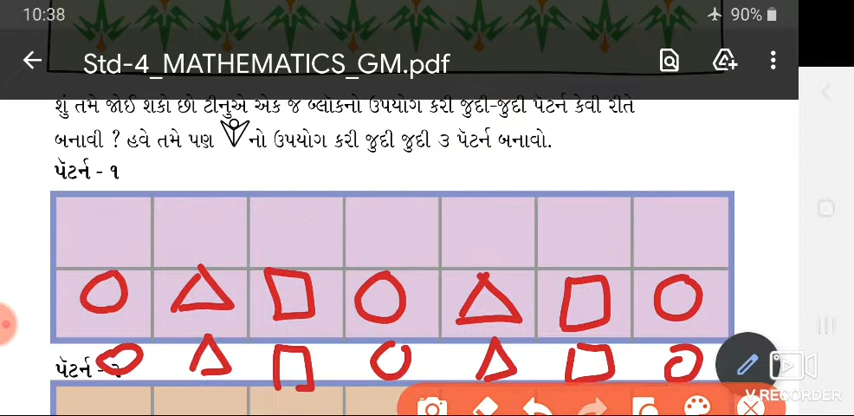 10:38
90%
Std-4_MATHEMATICS_GM.pdf
શું તમે જોઈ શકો છો ટીનુએ એક જ બ્લૉકનો ઉપયોગ કરી જુદી-જુદી પૅટર્ન કેવી રીતે
બનાવી ? હવે તમે પણ નો ઉપયોગ કરી જુદી જુદી ૩ પૅટર્ન બનાવો.
પૅટર્ન - ૧
પૅટર્ન - ૨
V RECORDER